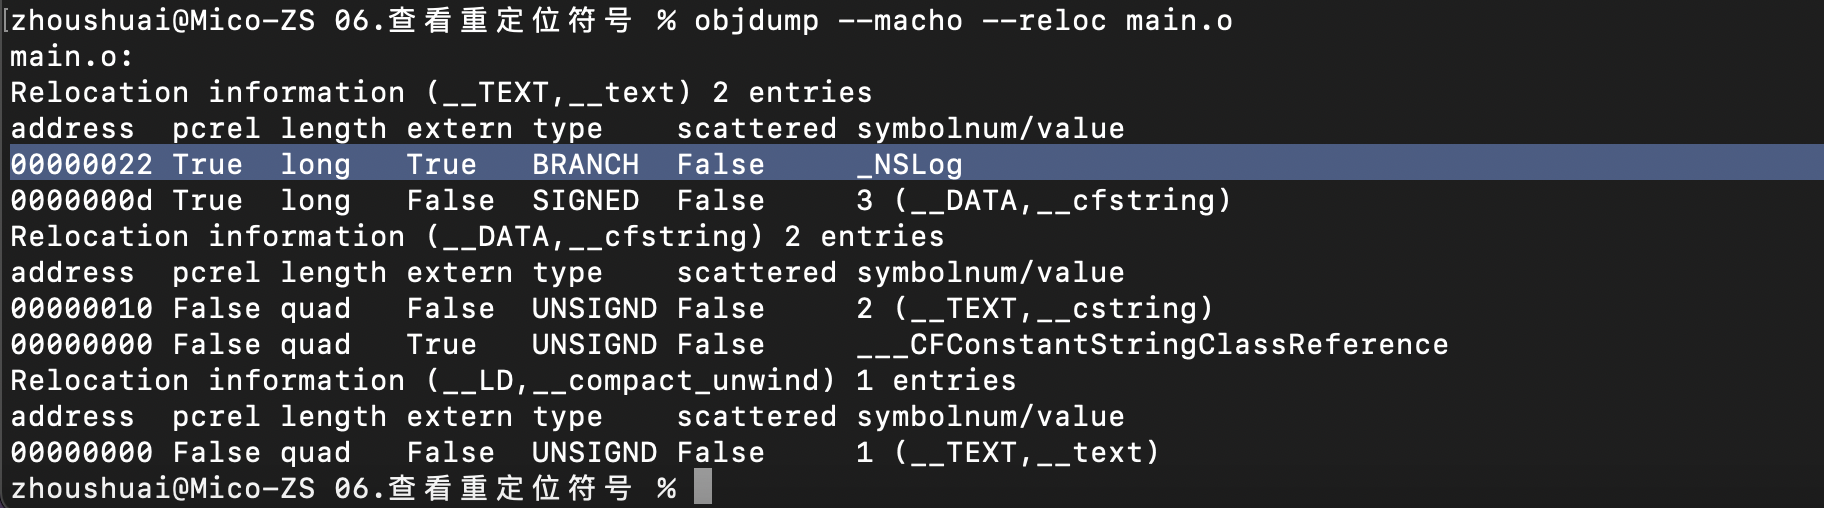 [zhoushuai@Mico-ZS 06.查看重定位符号 % objdump --macho --reloc main.o
main.o:
Relocation information (__TEXT,__text) 2 entries
address  pcrel length extern type    scattered symbolnum/value
00000022 True  long   True   BRANCH  False     _NSLog
0000000d True  long   False  SIGNED  False     3 (__DATA,__cfstring)
Relocation information (__DATA,__cfstring) 2 entries
address  pcrel length extern type    scattered symbolnum/value
00000010 False quad   False  UNSIGND False     2 (__TEXT,__cstring)
00000000 False quad   True   UNSIGND False     ___CFConstantStringClassReference
Relocation information (__LD,__compact_unwind) 1 entries
address  pcrel length extern type    scattered symbolnum/value
00000000 False quad   False  UNSIGND False     1 (__TEXT,__text)
zhoushuai@Mico-ZS 06.查看重定位符号 %